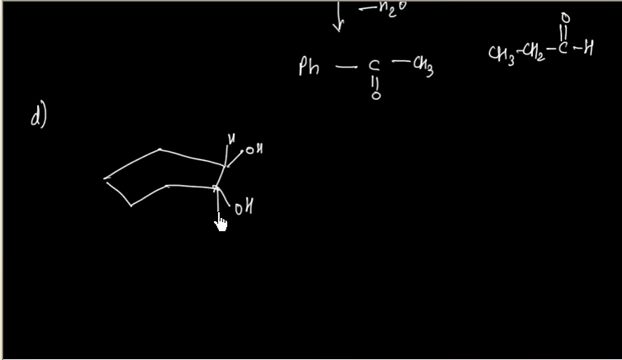 —H₂O
O
CH₃-CH₂-C-H
Ph — C —CH₃
O
d)
H
OH
OH